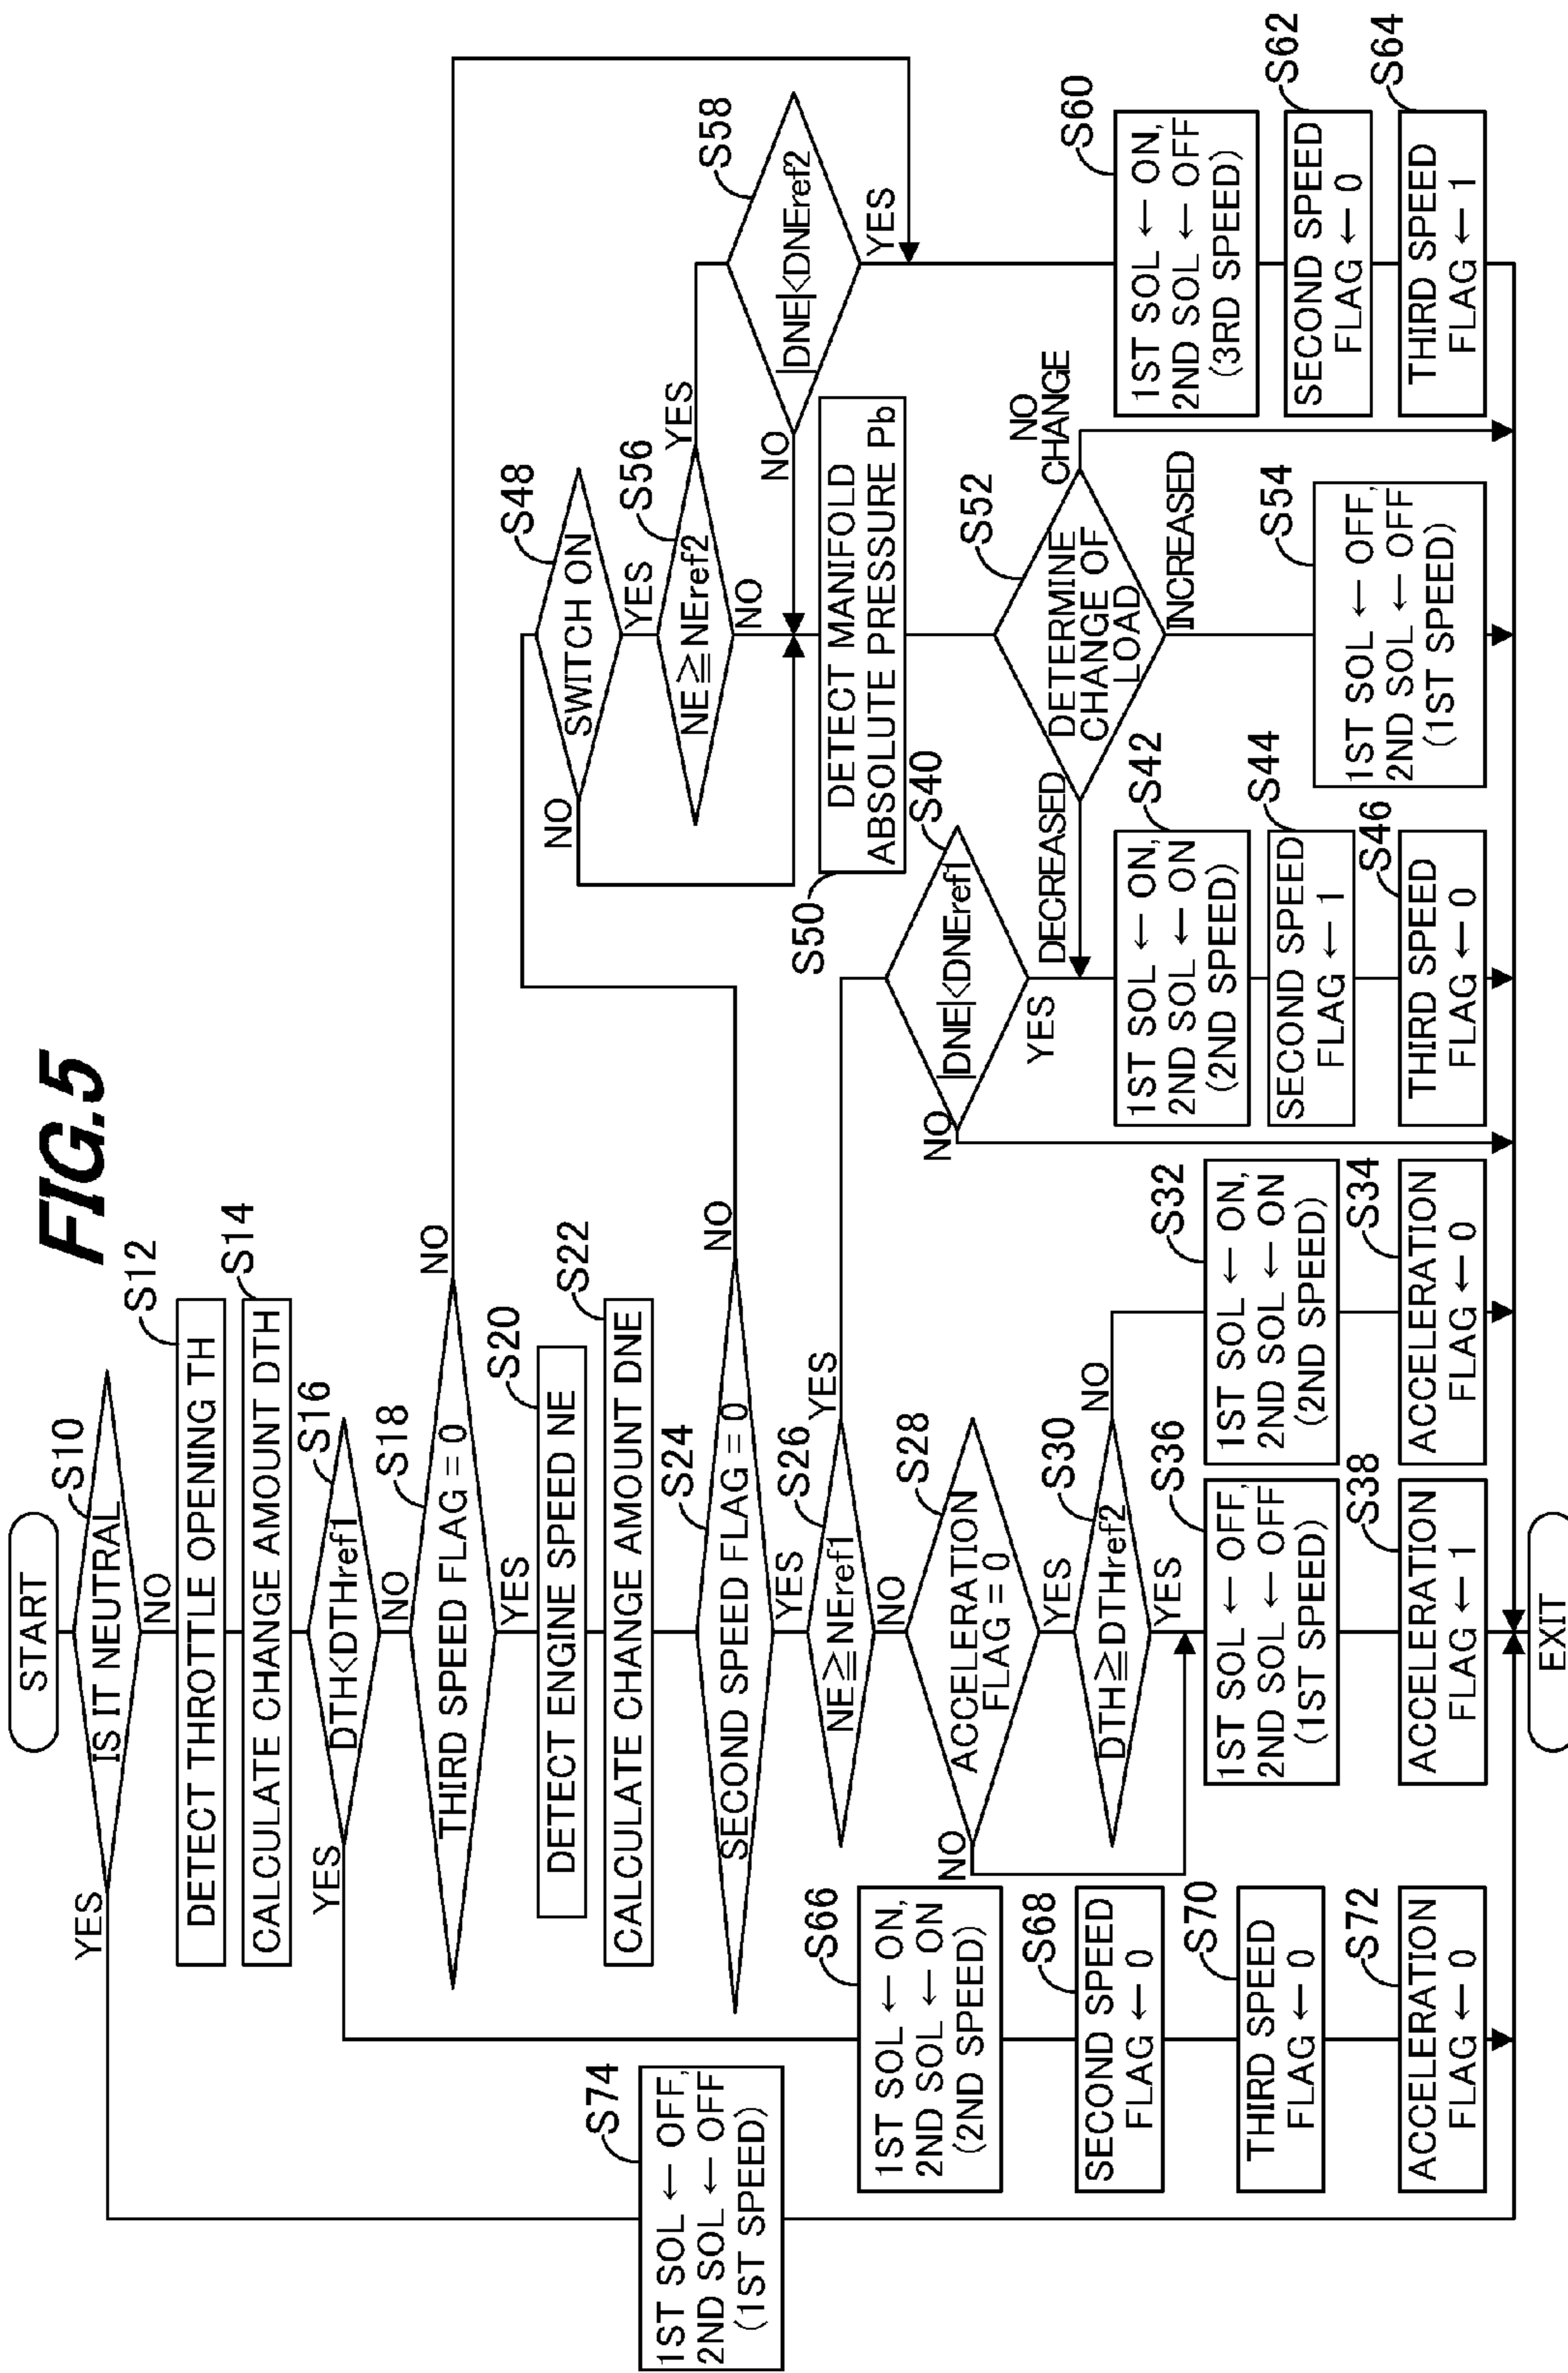 FIG.5
START
S10
IS IT NEUTRAL
YES
NO
S12
DETECT THROTTLE OPENING TH
S14
CALCULATE CHANGE AMOUNT DTH
S16
DTH<DTHref1
YES
NO
S18
THIRD SPEED FLAG = 0
NO
YES
S20
DETECT ENGINE SPEED NE
S22
CALCULATE CHANGE AMOUNT DNE
S24
SECOND SPEED FLAG = 0
NO
YES
S26
NE≧NEref1
YES
NO
S28
ACCELERATION
FLAG = 0
NO
YES
S30
DTH≧DTHref2
NO
YES
S36
1ST SOL ← OFF,
2ND SOL ← OFF
(1ST SPEED)
S38
ACCELERATION
FLAG ← 1
S32
1ST SOL ← ON,
2ND SOL ← ON
(2ND SPEED)
S34
ACCELERATION
FLAG ← 0
S40
|DNE|<DNEref1
NO
YES
S42
1ST SOL ← ON,
2ND SOL ← ON
(2ND SPEED)
S44
SECOND SPEED
FLAG ← 1
S46
THIRD SPEED
FLAG ← 0
S48
SWITCH ON
NO
YES
S56
NE≧NEref2
YES
NO
S58
|DNE|<DNEref2
NO
YES
S50
DETECT MANIFOLD
ABSOLUTE PRESSURE Pb
S52
DETERMINE
CHANGE OF
LOAD
DECREASED
NO
CHANGE
INCREASED
S54
1ST SOL ← OFF,
2ND SOL ← OFF
(1ST SPEED)
S60
1ST SOL ← ON,
2ND SOL ← OFF
(3RD SPEED)
S62
SECOND SPEED
FLAG ← 0
S64
THIRD SPEED
FLAG ← 1
S66
1ST SOL ← ON,
2ND SOL ← ON
(2ND SPEED)
S68
SECOND SPEED
FLAG ← 0
S70
THIRD SPEED
FLAG ← 0
S72
ACCELERATION
FLAG ← 0
S74
1ST SOL ← OFF,
2ND SOL ← OFF
(1ST SPEED)
EXIT